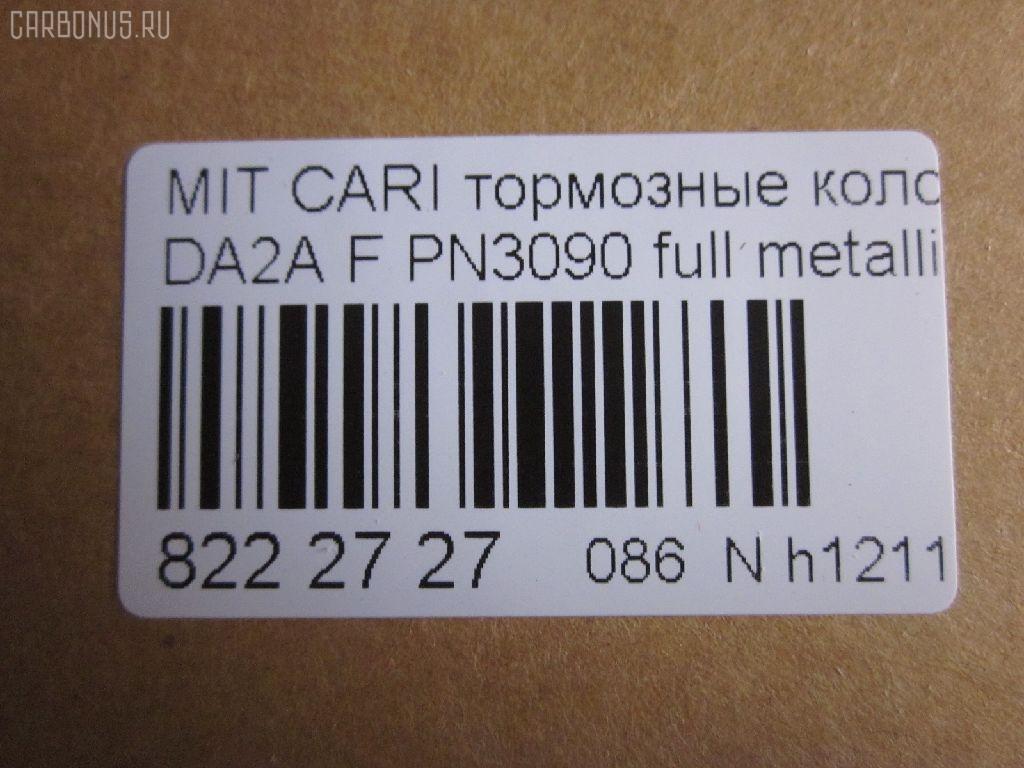 CARBONUS.RU
MIT CARI тормозные коло
DA2A F PN3090 full metalli
822 27 27 086 N h1211